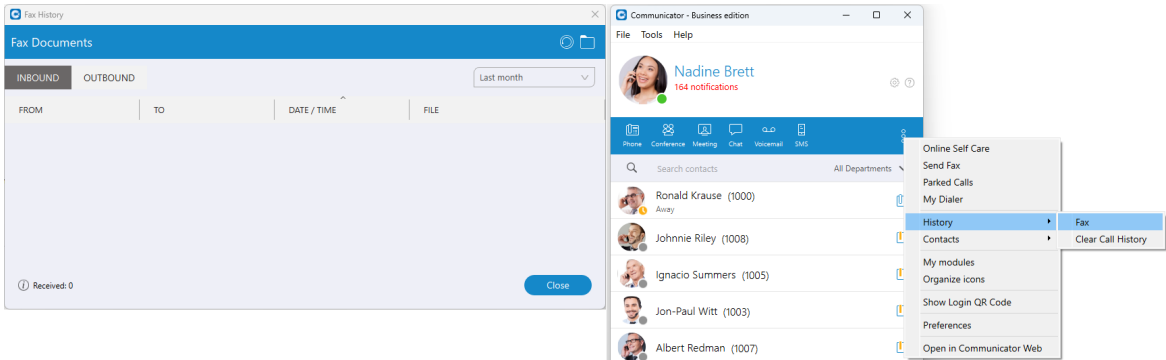 Fax History
Fax Documents
INBOUND OUTBOUND Last month
FROM TO DATE / TIME FILE
Received: 0 Close
Communicator - Business edition
File Tools Help
Nadine Brett
164 notifications
Phone Conference Meeting Chat Voicemail SMS
Search contacts All Departments
Ronald Krause (1000)
Away
Johnnie Riley (1008)
Ignacio Summers (1005)
Jon-Paul Witt (1003)
Albert Redman (1007)
Online Self Care
Send Fax
Parked Calls
My Dialer
History
Contacts
My modules
Organize icons
Show Login QR Code
Preferences
Open in Communicator Web
Fax
Clear Call History